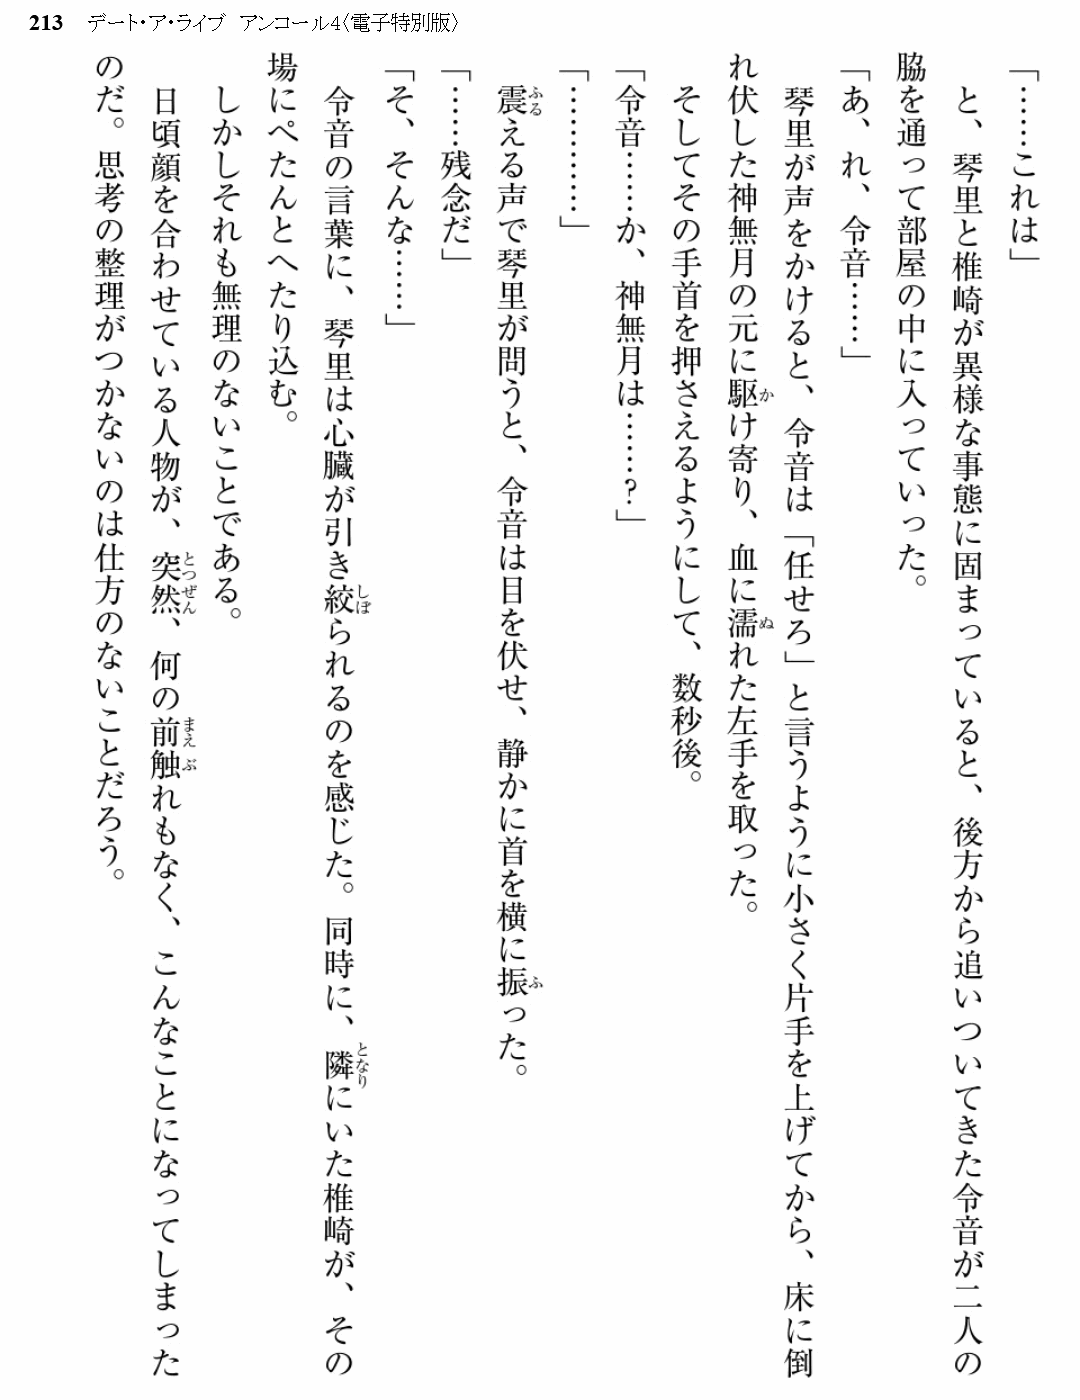 213 デート・ア・ライブ アンコール4〈電子特別版〉
「……これは」
と、琴里と椎崎が異様な事態に固まっていると、後方から追いついてきた令音が二人の
脇を通って部屋の中に入っていった。
「あ、れ、令音……」
琴里が声をかけると、令音は「任せろ」と言うように小さく片手を上げてから、床に倒
れ伏した神無月の元に駆け寄り、血に濡れた左手を取った。
そしてその手首を押さえるようにして、数秒後。
「令音……か、神無月は……?」
「…………」
震える声で琴里が問うと、令音は目を伏せ、静かに首を横に振った。
「……残念だ」
「そ、そんな……」
令音の言葉に、琴里は心臓が引き絞られるのを感じた。同時に、隣にいた椎崎が、その
場にぺたんとへたり込む。
しかしそれも無理のないことである。
日頃顔を合わせている人物が、突然、何の前触れもなく、こんなことになってしまった
のだ。思考の整理がつかないのは仕方のないことだろう。